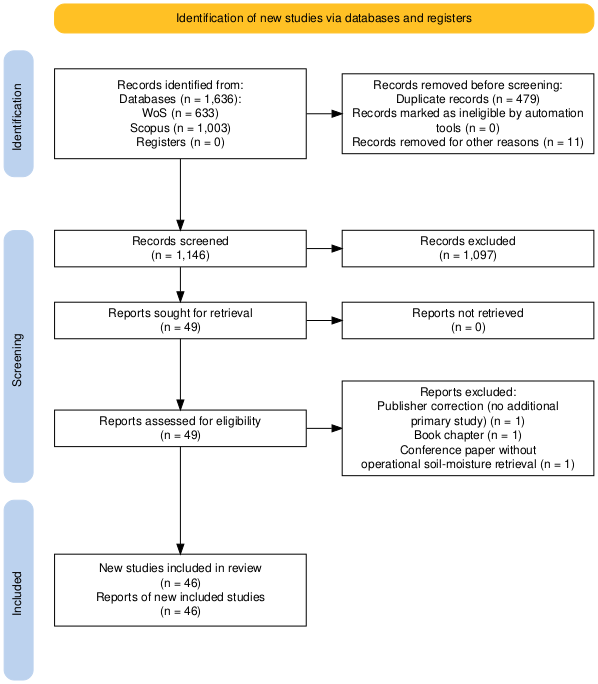 Identification of new studies via databases and registers
Identification
Records identified from:
Databases (n = 1,636):
WoS (n = 633)
Scopus (n = 1,003)
Registers (n = 0)
Records removed before screening:
Duplicate records (n = 479)
Records marked as ineligible by automation
tools (n = 0)
Records removed for other reasons (n = 11)
Screening
Records screened
(n = 1,146)
Records excluded
(n = 1,097)
Reports sought for retrieval
(n = 49)
Reports not retrieved
(n = 0)
Reports assessed for eligibility
(n = 49)
Reports excluded:
Publisher correction (no additional
primary study) (n = 1)
Book chapter (n = 1)
Conference paper without
operational soil-moisture retrieval (n = 1)
Included
New studies included in review
(n = 46)
Reports of new included studies
(n = 46)